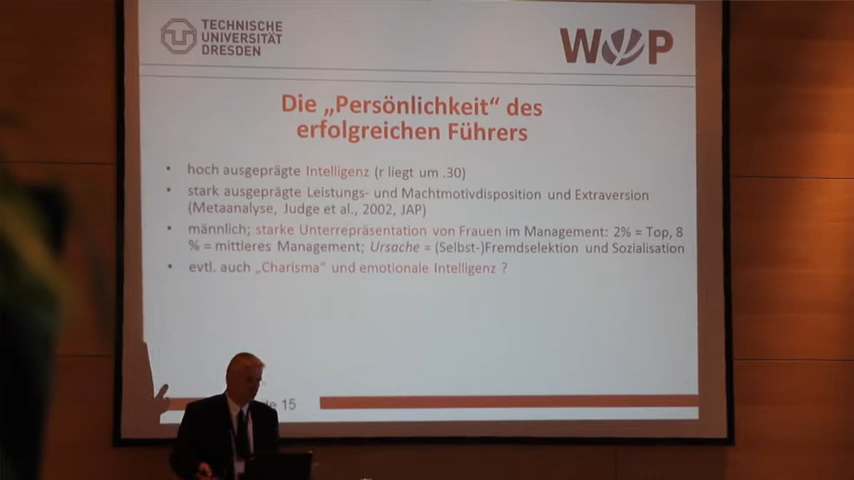 TECHNISCHE
UNIVERSITÄT
DRESDEN
WOP
Die „Persönlichkeit“ des
erfolgreichen Führers
• hoch ausgeprägte Intelligenz (r liegt um .30)
• stark ausgeprägte Leistungs- und Machtmotivdisposition und Extraversion
(Metaanalyse, Judge et al., 2002, JAP)
• männlich; starke Unterrepräsentation von Frauen im Management: 2% = Top, 8
% = mittleres Management; Ursache = (Selbst-)Fremdselektion und Sozialisation
• evtl. auch „Charisma“ und emotionale Intelligenz ?
15